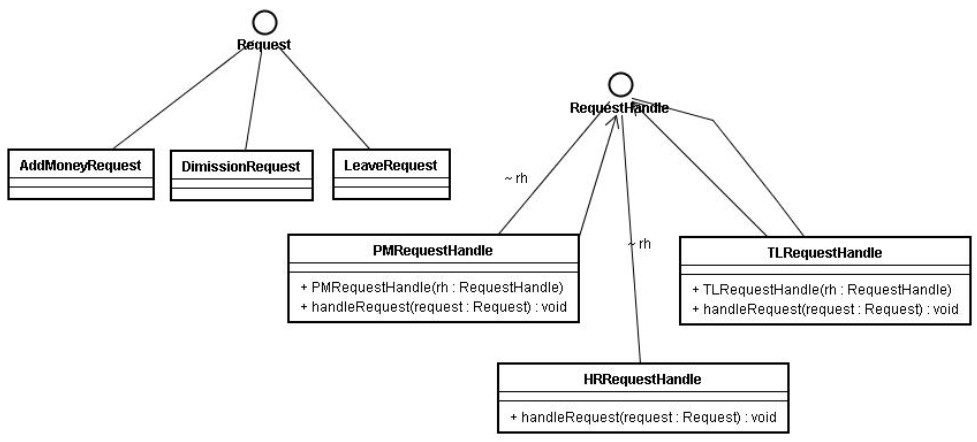 Request
RequestHandle
AddMoneyRequest
DimissionRequest
LeaveRequest
~ rh
PMRequestHandle
+ PMRequestHandle(rh : RequestHandle)
+ handleRequest(request : Request) : void
~ rh
TLRequestHandle
+ TLRequestHandle(rh : RequestHandle)
+ handleRequest(request : Request) : void
HRRequestHandle
+ handleRequest(request : Request) : void